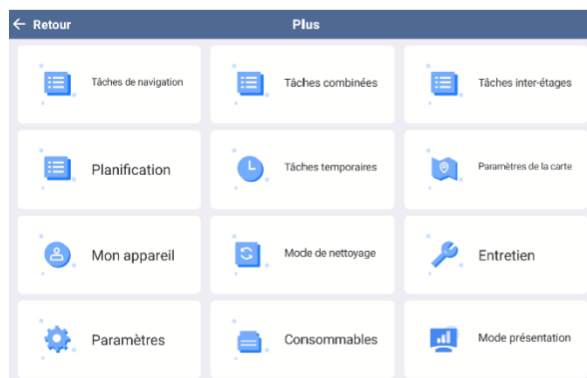 ← Retour
Plus
Tâches de navigation
Tâches combinées
Tâches inter-étages
Planification
Tâches temporaires
Paramètres de la carte
Mon appareil
Mode de nettoyage
Entretien
Paramètres
Consommables
Mode présentation